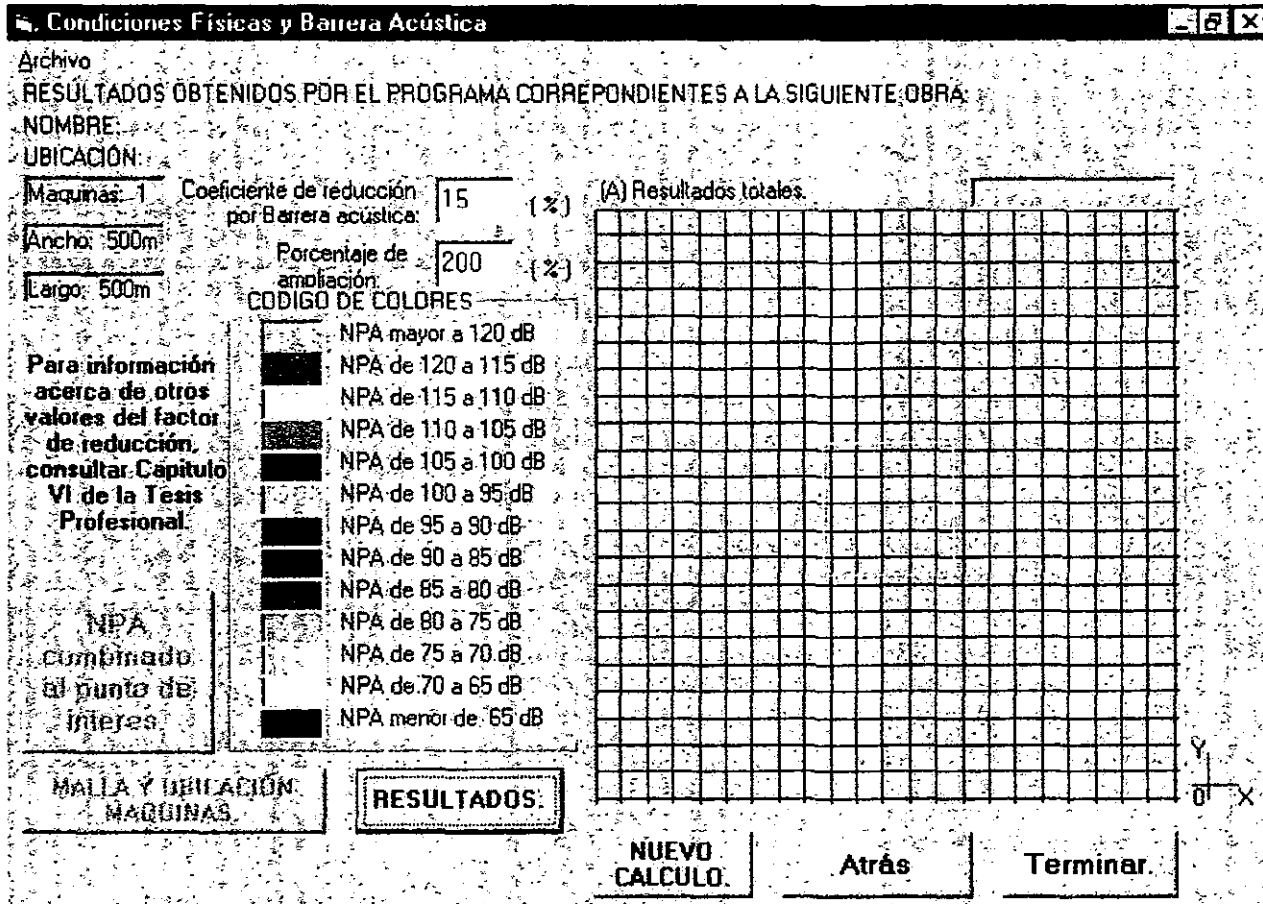 Condiciones Físicas y Barrera Acústica
Archivo
RESULTADOS OBTENIDOS POR EL PROGRAMA CORREPONDIENTES A LA SIGUIENTE OBRA:
NOMBRE:
UBICACIÓN:
Maquinas: 1
Ancho: 500m
Largo: 500m
Coeficiente de reducción
por Barrera acústica:
15
(%)
Porcentaje de
ampliación:
200
(%)
CODIGO DE COLORES
NPA mayor a 120 dB
NPA de 120 a 115 dB
NPA de 115 a 110 dB
NPA de 110 a 105 dB
NPA de 105 a 100 dB
NPA de 100 a 95 dB
NPA de 95 a 90 dB
NPA de 90 a 85 dB
NPA de 85 a 80 dB
NPA de 80 a 75 dB
NPA de 75 a 70 dB
NPA de 70 a 65 dB
NPA menor de 65 dB
Para información
acerca de otros
valores del factor
de reducción,
consultar Capitulo
VI de la Tesis
Profesional.
NPA
combinado
al punto de
interes
MALLA Y UBICACIÓN
MAQUINAS.
RESULTADOS.
(A) Resultados totales.
Y
0
X
NUEVO
CALCULO.
Atrás
Terminar.